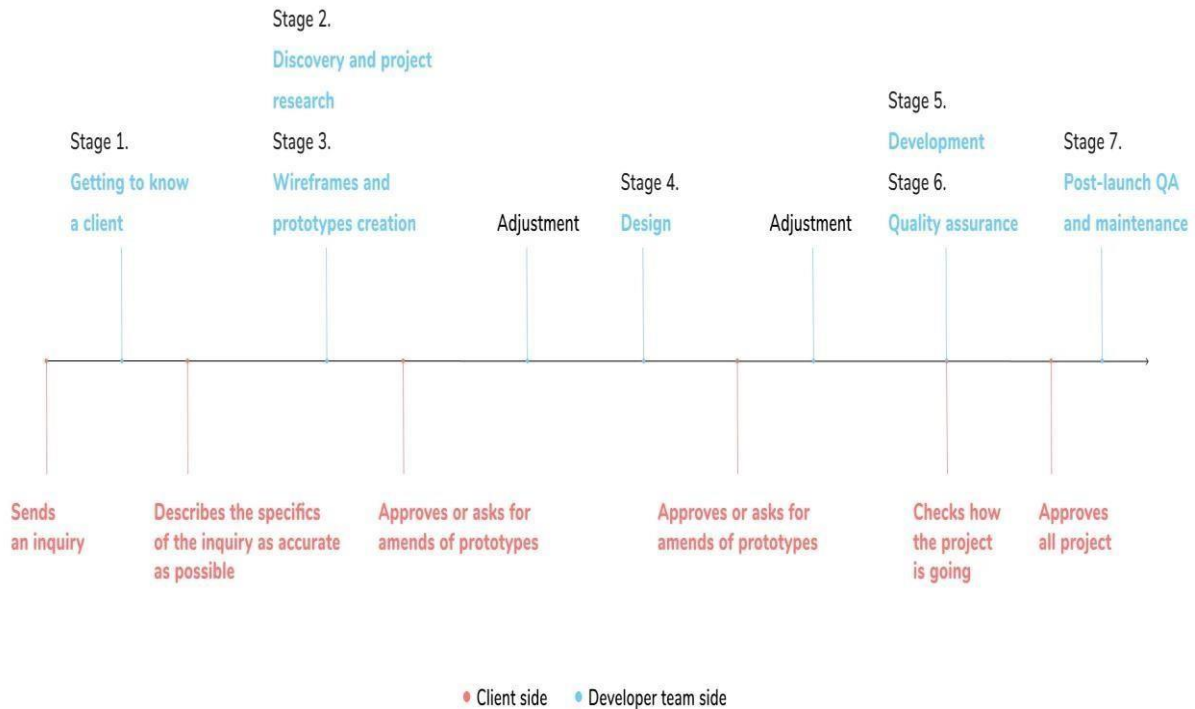 Stage 2.
Discovery and project
research
Stage 1.
Getting to know
a client
Stage 3.
Wireframes and
prototypes creation
Adjustment
Stage 4.
Design
Adjustment
Stage 5.
Development
Stage 6.
Quality assurance
Stage 7.
Post-launch QA
and maintenance
Sends
an inquiry
Describes the specifics
of the inquiry as accurate
as possible
Approves or asks for
amends of prototypes
Approves or asks for
amends of prototypes
Checks how
the project
is going
Approves
all project
Client side
Developer team side